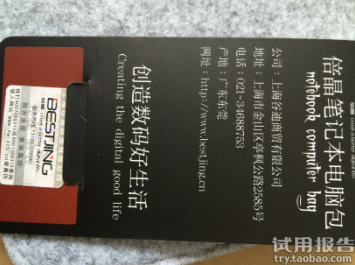 倍晶笔记本电脑包
notebook computer bag
公司：上海谷迪商贸有限公司
地址：上海市金山区亭枫公路2585号
电话：021-34688753
产地：广东东莞
网址：http://www.bestjing.cn
创造数码好生活
Creating the digital good life
BESTJING
试用报告
try.taobao.com